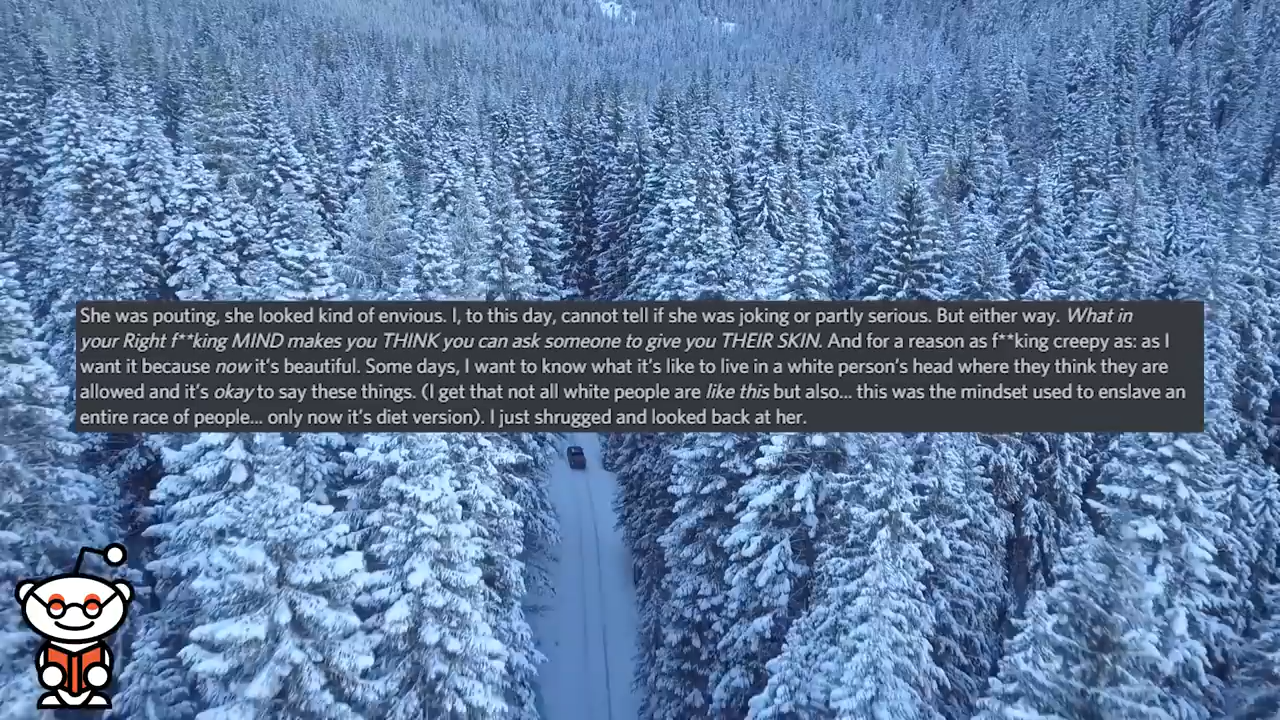 She was pouting, she looked kind of envious. I, to this day, cannot tell if she was joking or partly serious. But either way. What in
your Right f**king MIND makes you THINK you can ask someone to give you THEIR SKIN. And for a reason as f**king creepy as: as I
want it because now it's beautiful. Some days, I want to know what it's like to live in a white person's head where they think they are
allowed and it's okay to say these things. (I get that not all white people are like this but also... this was the mindset used to enslave an
entire race of people... only now it's diet version). I just shrugged and looked back at her.